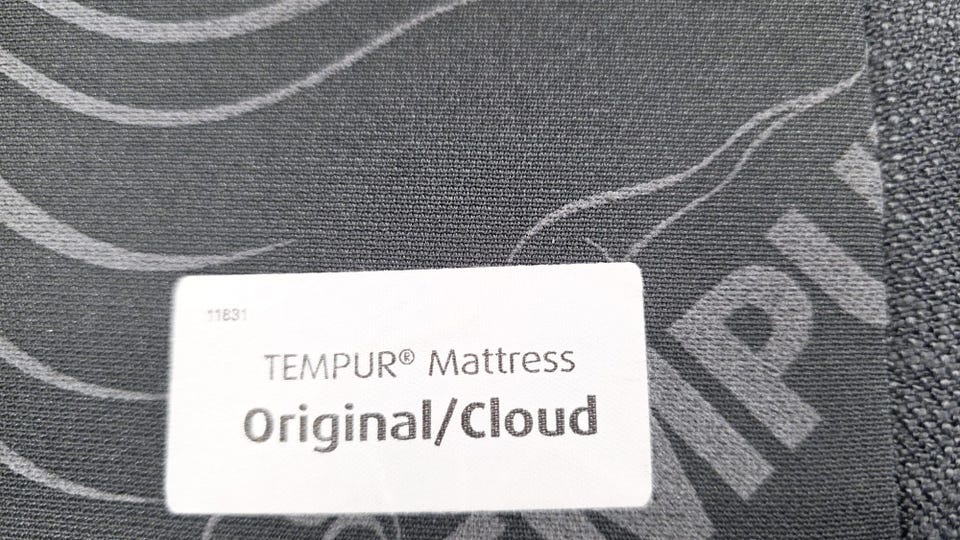 11831
TEMPUR® Mattress
Original/Cloud